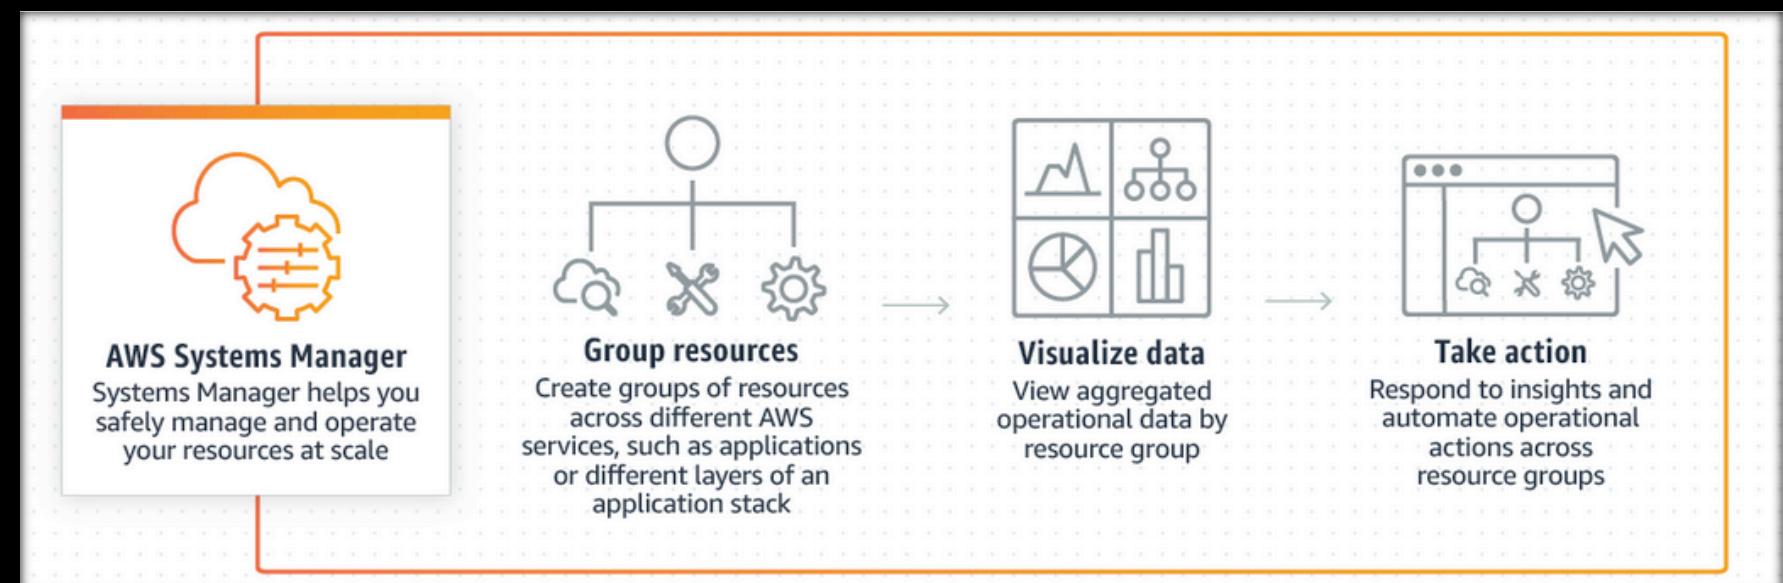 AWS Systems Manager
Systems Manager helps you
safely manage and operate
your resources at scale
Group resources
Create groups of resources
across different AWS
services, such as applications
or different layers of an
application stack
Visualize data
View aggregated
operational data by
resource group
Take action
Respond to insights and
automate operational
actions across
resource groups